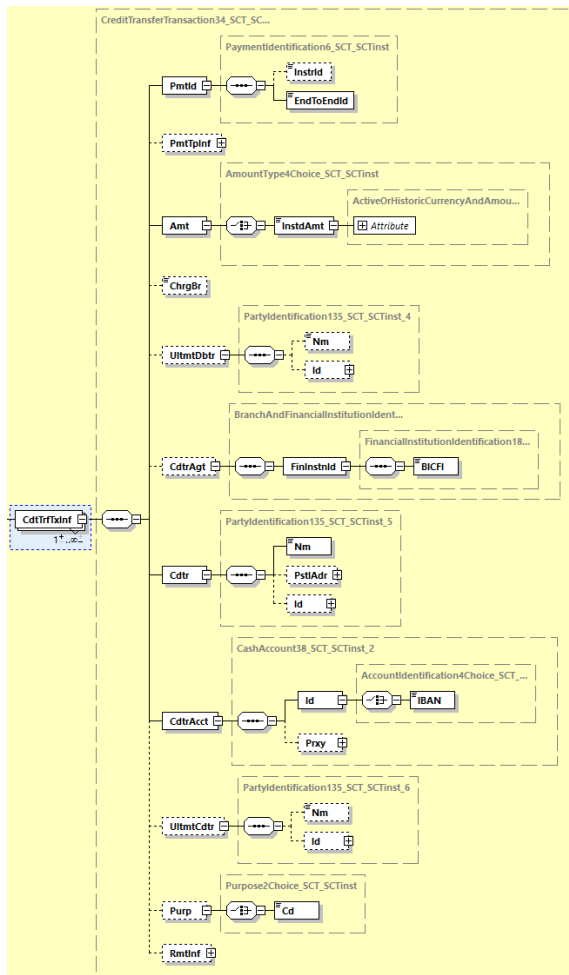 CreditTransferTransaction34_SCT_SC...
PaymentIdentification6_SCT_SCTinst
InstrId
PmtId
EndToEndId
PmtTpInf
AmountType4Choice_SCT_SCTinst
ActiveOrHistoricCurrencyAndAmou...
Amt
InstdAmt
Attribute
ChrgBr
PartyIdentification135_SCT_SCTinst_4
Nm
UltmtDbtr
Id
BranchAndFinancialInstitutionIdent...
FinancialInstitutionIdentification18...
CdtrAgt
FinInstnId
BICFI
CdtTrfTxInf
1..∞
PartyIdentification135_SCT_SCTinst_5
Nm
Cdtr
PstlAdr
Id
CashAccount38_SCT_SCTinst_2
AccountIdentification4Choice_SCT_...
Id
IBAN
CdtrAcct
Prxy
PartyIdentification135_SCT_SCTinst_6
Nm
UltmtCdtr
Id
Purpose2Choice_SCT_SCTinst
Purp
Cd
RmtInf